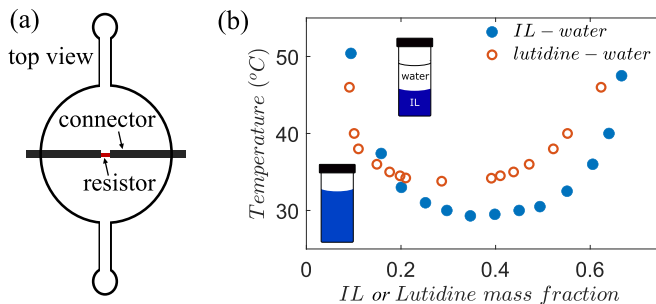 (a)
top view
connector
resistor
(b)
Temperature (°C)
50
40
30
0
0.2
0.4
0.6
IL or Lutidine mass fraction
IL-water
lutidine-water
water
IL